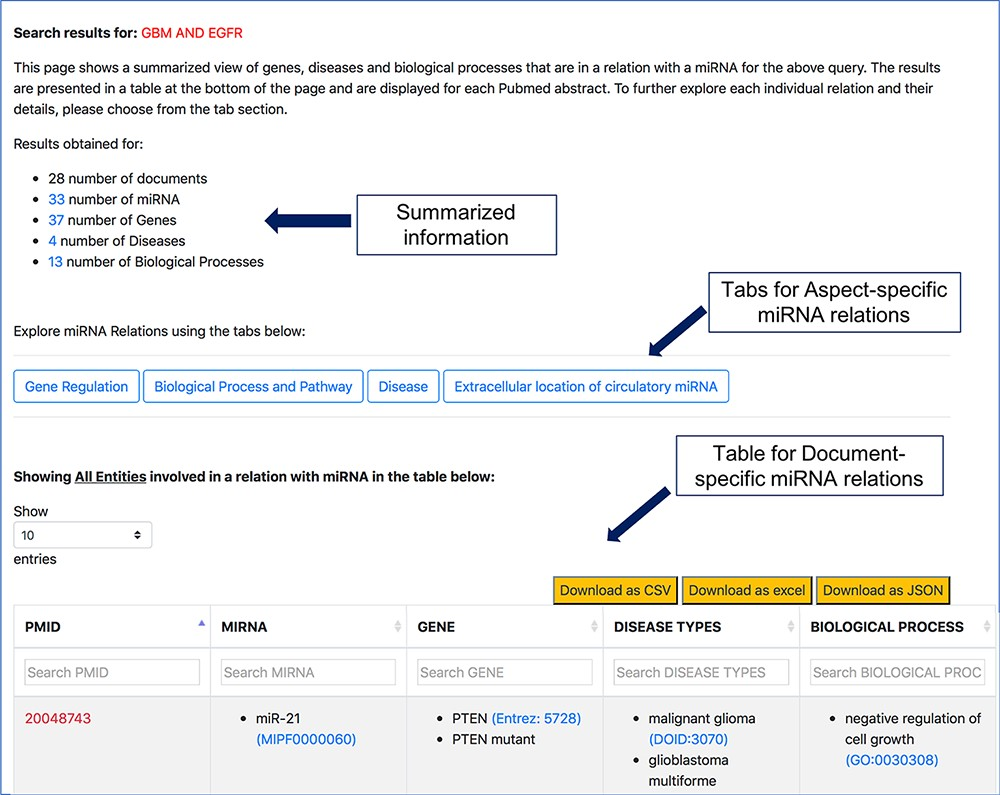 Search results for: GBM AND EGFR
This page shows a summarized view of genes, diseases and biological processes that are in a relation with a miRNA for the above query. The results
are presented in a table at the bottom of the page and are displayed for each Pubmed abstract. To further explore each individual relation and their
details, please choose from the tab section.
Results obtained for:
28 number of documents
33 number of miRNA
37 number of Genes
4 number of Diseases
13 number of Biological Processes
Summarized
information
Tabs for Aspect-specific
miRNA relations
Explore miRNA Relations using the tabs below:
Gene Regulation
Biological Process and Pathway
Disease
Extracellular location of circulatory miRNA
Table for Document-
specific miRNA relations
Showing All Entities involved in a relation with miRNA in the table below:
Show
10
entries
Download as CSV
Download as excel
Download as JSON
PMID
MIRNA
GENE
DISEASE TYPES
BIOLOGICAL PROCESS
Search PMID
Search MIRNA
Search GENE
Search DISEASE TYPES
Search BIOLOGICAL PROC
20048743
miR-21
(MIPF0000060)
PTEN (Entrez: 5728)
PTEN mutant
malignant glioma
(DOID:3070)
glioblastoma
multiforme
negative regulation of
cell growth
(GO:0030308)